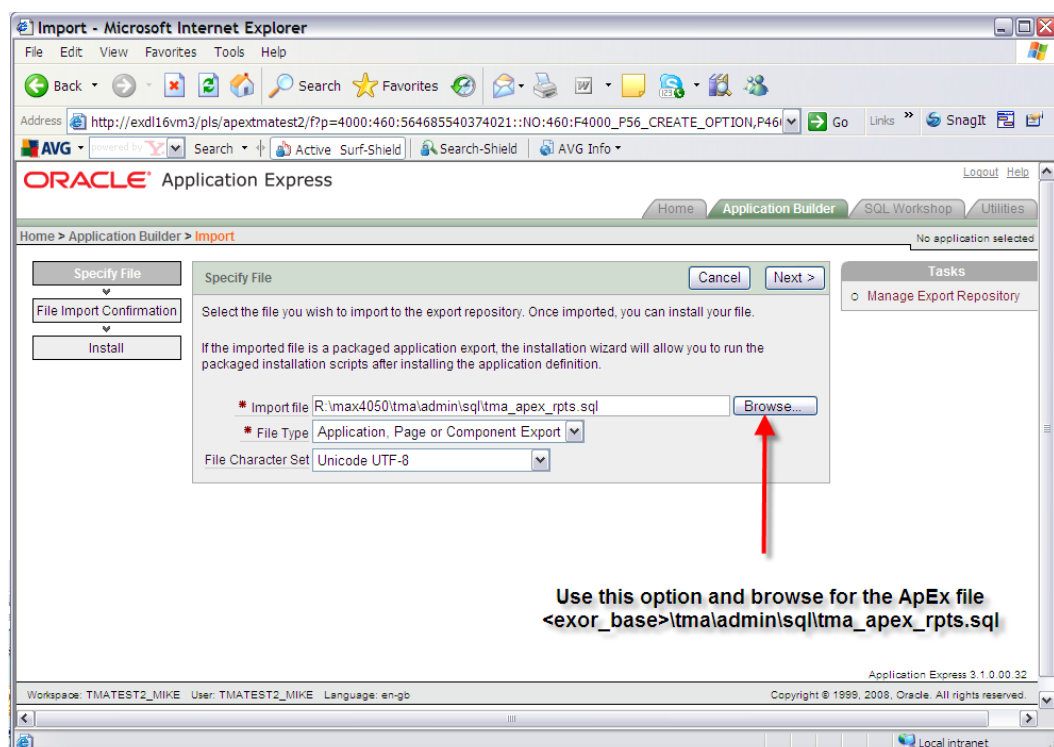 Import - Microsoft Internet Explorer
File Edit View Favorites Tools Help
Back Search Favorites
Address http://exdl16vm3/pls/apextmatest2/f?p=4000:460:564685540374021::NO:460:F4000_P56_CREATE_OPTION,P46 Go Links » SnagIt
AVG powered by Y! Search Active Surf-Shield Search-Shield AVG Info
ORACLE Application Express
Logout Help
Home Application Builder SQL Workshop Utilities
Home > Application Builder > Import
No application selected
Specify File
File Import Confirmation
Install
Specify File Cancel Next >
Select the file you wish to import to the export repository. Once imported, you can install your file.
If the imported file is a packaged application export, the installation wizard will allow you to run the
packaged installation scripts after installing the application definition.
* Import file R:\max4050\tma\admin\sql\tma_apex_rpts.sql Browse...
* File Type Application, Page or Component Export
File Character Set Unicode UTF-8
Tasks
Manage Export Repository
Use this option and browse for the ApEx file
<exor_base>\tma\admin\sql\tma_apex_rpts.sql
Application Express 3.1.0.00.32
Workspace: TMATEST2_MIKE User: TMATEST2_MIKE Language: en-gb
Copyright © 1999, 2008, Oracle. All rights reserved.
Local intranet